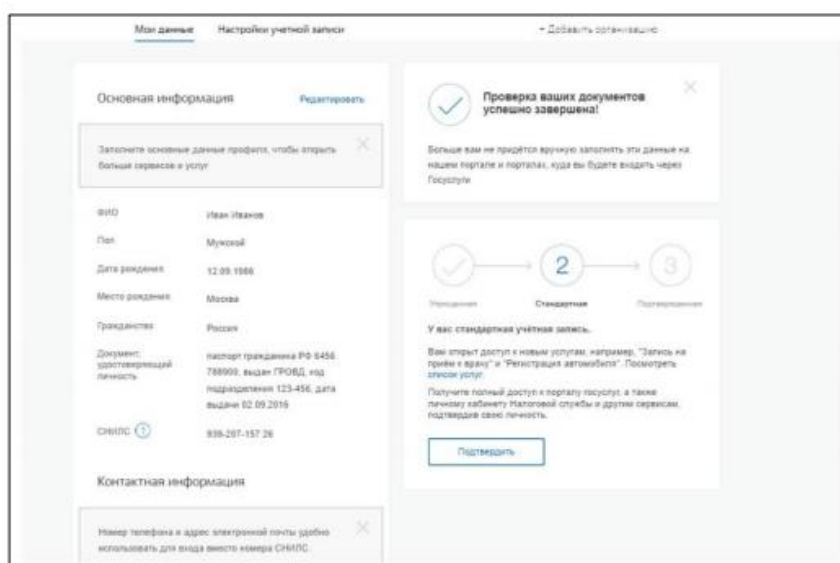 Мои данные
Настройки учетной записи
+ Добавить организацию
Основная информация
Редактировать
Заполните основные данные профиля, чтобы открыть
больше сервисов и услуг
ФИО
Иван Иванов
Пол
Мужской
Дата рождения
12.09.1986
Место рождения
Москва
Гражданство
Россия
Документ,
удостоверяющий
личность
паспорт гражданина РФ 6456
788900, выдан ГРОВД, код
подразделения 123-456, дата
выдачи 02.09.2016
СНИЛС
936-207-157 26
Контактная информация
Номер телефона и адрес электронной почты удобно
использовать для входа вместо номера СНИЛС.
Проверка ваших документов
успешно завершена!
Больше вам не придётся вручную заполнять эти данные на
нашем портале и порталах, куда вы будете входить через
Госуслуги
2
3
Упрощенная
Стандартная
Подтвержденная
У вас стандартная учётная запись.
Вам открыт доступ к новым услугам, например, "Запись на
приём к врачу" и "Регистрация автомобиля". Посмотреть
список услуг.
Получите полный доступ к порталу госуслуг, а также
личному кабинету Налоговой службы и другим сервисам,
подтвердив свою личность.
Подтвердить